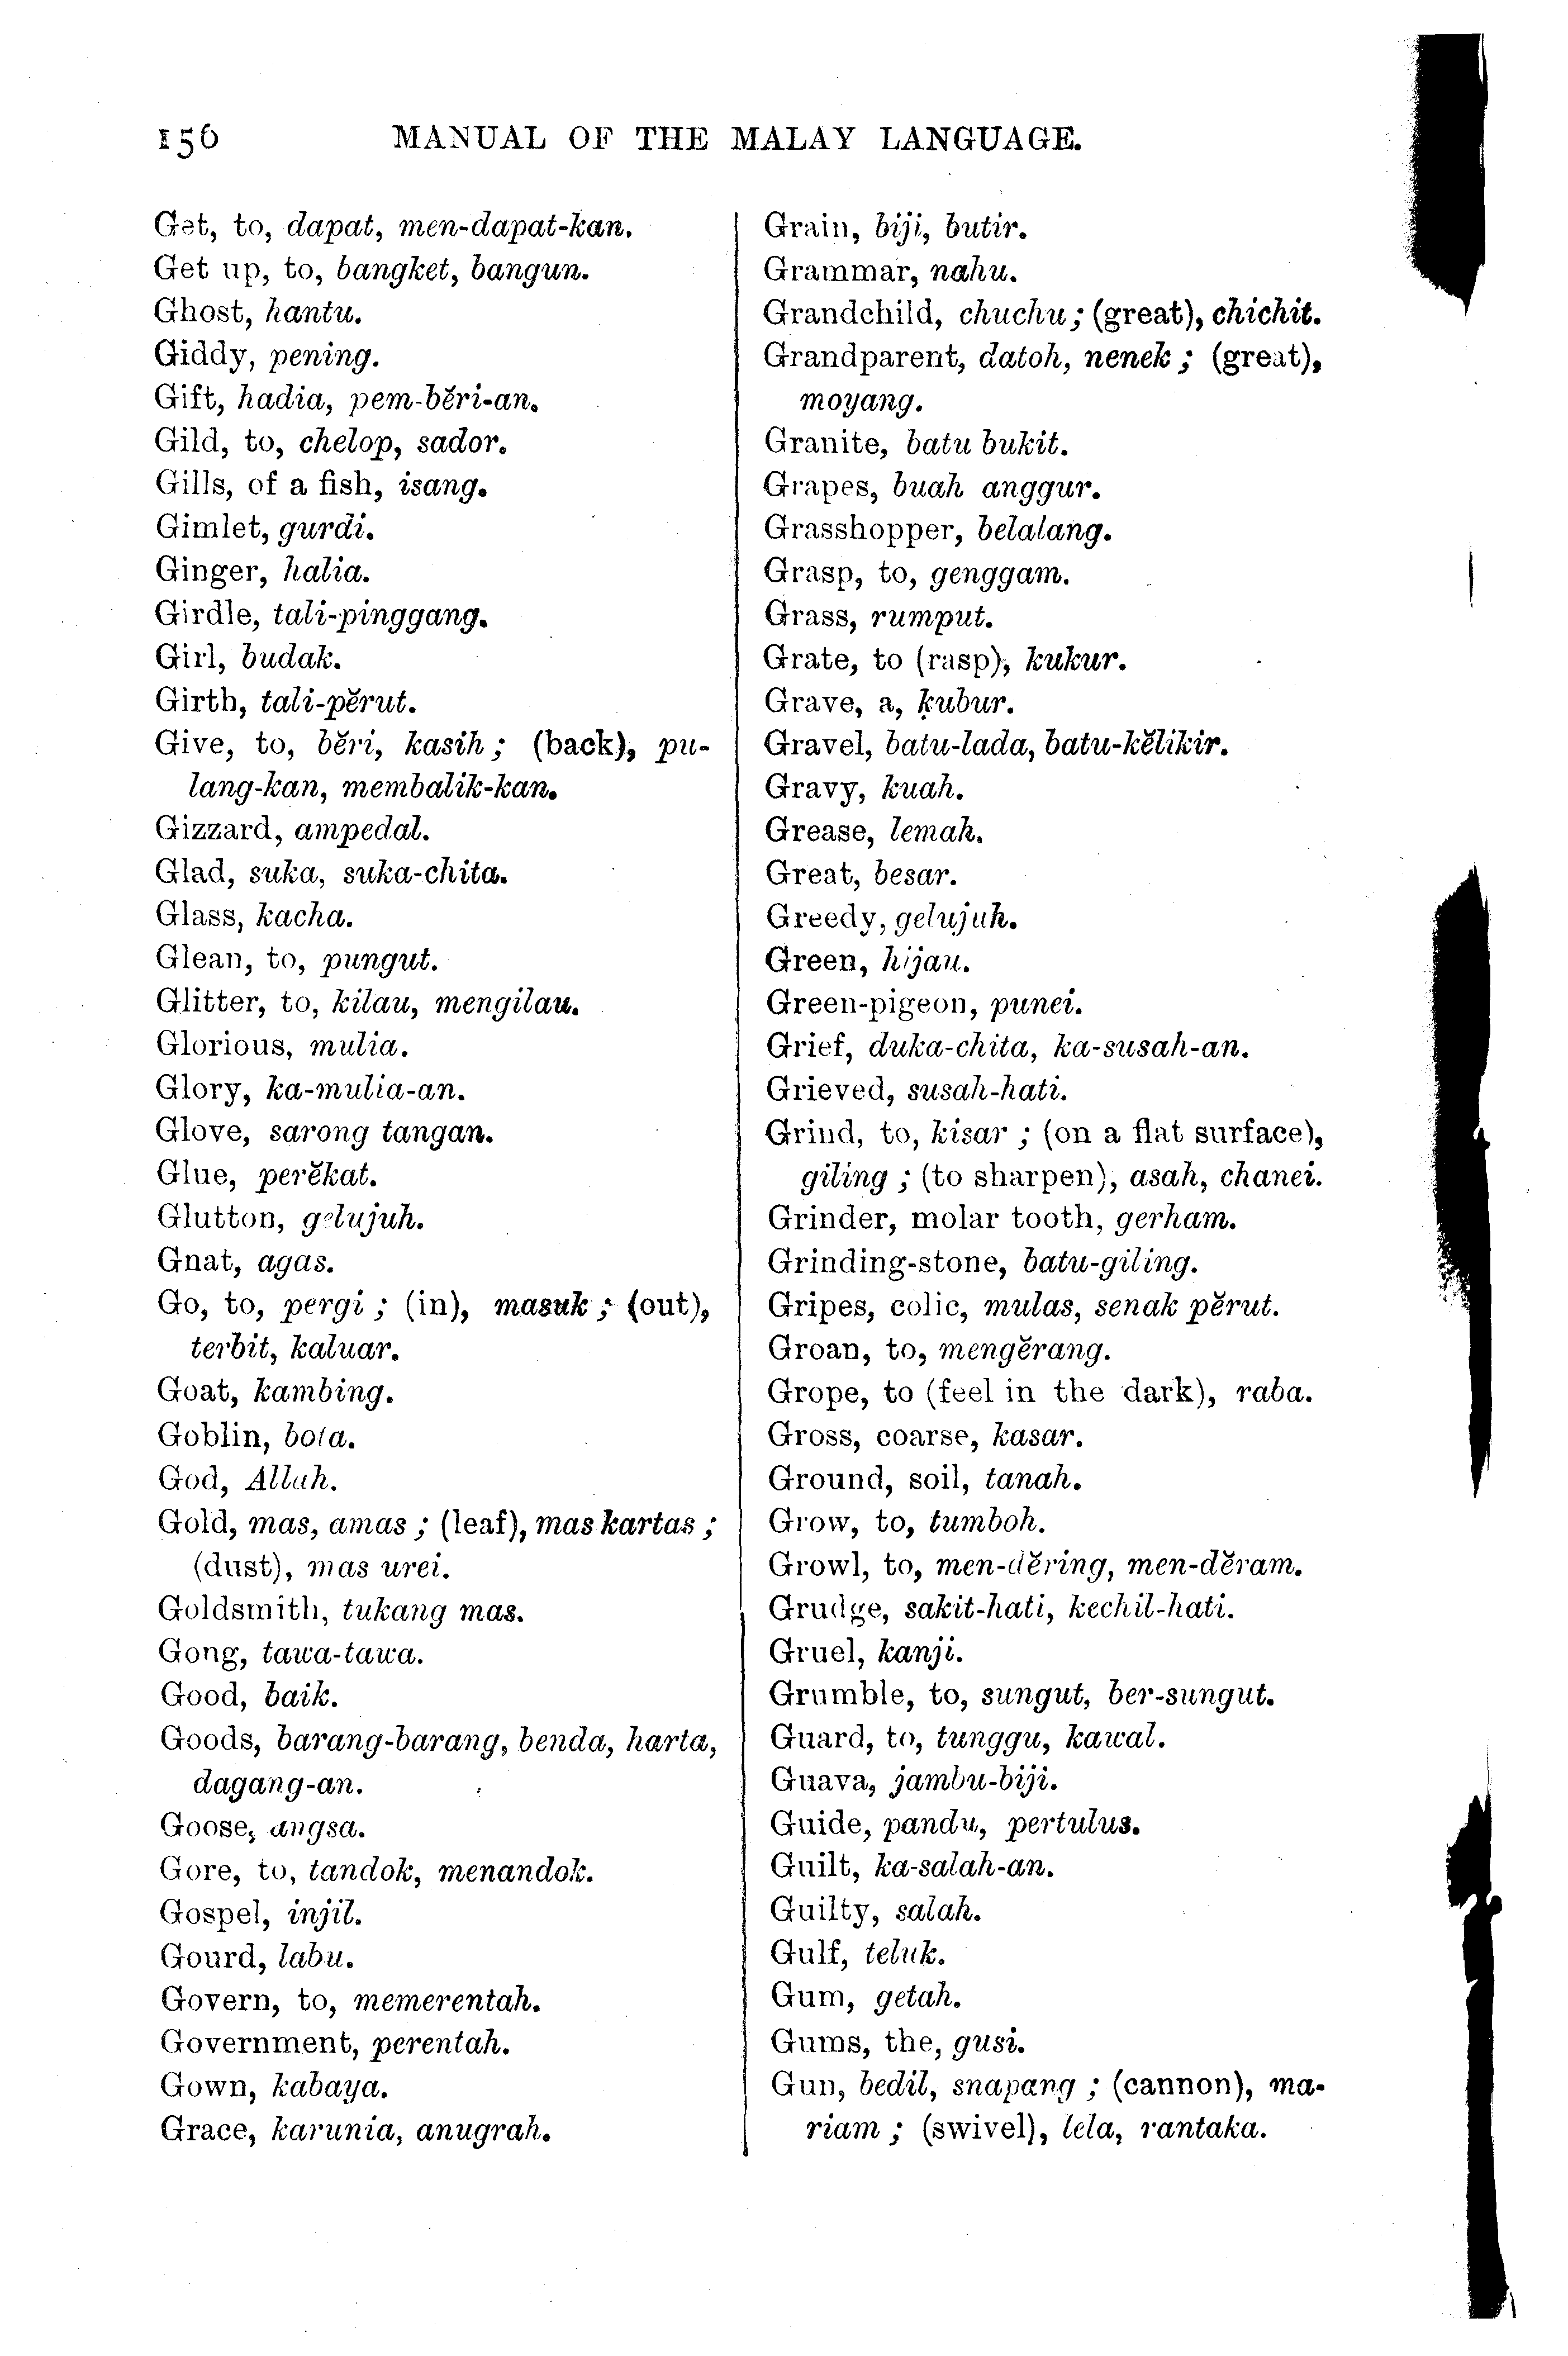 156 MANUAL OF THE MALAY LANGUAGE.
Get, to, dapat, men-dapat-kan.
Get up, to, bangket, bangun.
Ghost, hantu.
Giddy, pening.
Gift, hadia, pem-bĕri-an.
Gild, to, chelop, sador.
Gills, of a fish, isang.
Gimlet, gurdi.
Ginger, halia.
Girdle, tali-pinggang.
Girl, budak.
Girth, tali-pĕrut.
Give, to, bĕri, kasih; (back), pu-
lang-kan, membalik-kan.
Gizzard, ampedal.
Glad, suka, suka-chita.
Glass, kacha.
Glean, to, pungut.
Glitter, to, kilau, mengilau.
Glorious, mulia.
Glory, ka-mulia-an.
Glove, sarong tangan.
Glue, perĕkat.
Glutton, gelujuh.
Gnat, agas.
Go, to, pergi; (in), masuk; (out),
terbit, kaluar.
Goat, kambing.
Goblin, bota.
God, Allah.
Gold, mas, amas; (leaf), mas kartas;
(dust), mas urei.
Goldsmith, tukang mas.
Gong, tawa-tawa.
Good, baik.
Goods, barang-barang, benda, harta,
dagang-an.
Goose, angsa.
Gore, to, tandok, menandok.
Gospel, injil.
Gourd, labu.
Govern, to, memerentah.
Government, perentah.
Gown, kabaya.
Grace, karunia, anugrah.
Grain, biji, butir.
Grammar, nahu.
Grandchild, chuchu; (great), chichit.
Grandparent, datoh, nenek; (great),
moyang.
Granite, batu bukit.
Grapes, buah anggur.
Grasshopper, belalang.
Grasp, to, genggam.
Grass, rumput.
Grate, to (rasp), kukur.
Grave, a, ḳubur.
Gravel, batu-lada, batu-kĕlikir.
Gravy, kuah.
Grease, lemak.
Great, besar.
Greedy, gelujuh.
Green, hijau.
Green-pigeon, punei.
Grief, duka-chita, ka-susah-an.
Grieved, susah-hati.
Grind, to, kisar; (on a flat surface),
giling; (to sharpen), asah, chanei.
Grinder, molar tooth, gerham.
Grinding-stone, batu-giling.
Gripes, colic, mulas, senak pĕrut.
Groan, to, mengĕrang.
Grope, to (feel in the dark), raba.
Gross, coarse, kasar.
Ground, soil, tanah.
Grow, to, tumboh.
Growl, to, men-dĕring, men-dĕram.
Grudge, sakit-hati, kechil-hati.
Gruel, kanji.
Grumble, to, sungut, ber-sungut.
Guard, to, tunggu, kawal.
Guava, jambu-biji.
Guide, pandu, pertulus.
Guilt, ka-salah-an.
Guilty, salah.
Gulf, teluk.
Gum, getah.
Gums, the, gusi.
Gun, bedil, snapang; (cannon), ma-
riam; (swivel), lela, rantaka.